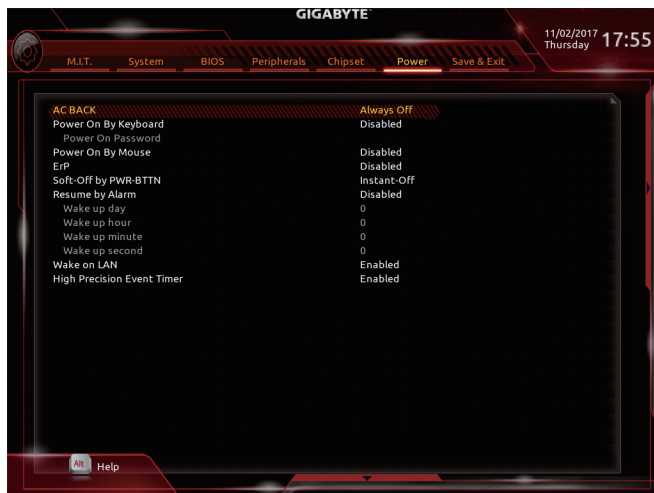 GIGABYTE™
11/02/2017 17:55
Thursday
M.I.T. System BIOS Peripherals Chipset Power Save & Exit
AC BACK Always Off
Power On By Keyboard Disabled
Power On Password
Power On By Mouse Disabled
ErP Disabled
Soft-Off by PWR-BTTN Instant-Off
Resume by Alarm Disabled
Wake up day 0
Wake up hour 0
Wake up minute 0
Wake up second 0
Wake on LAN Enabled
High Precision Event Timer Enabled
Alt Help